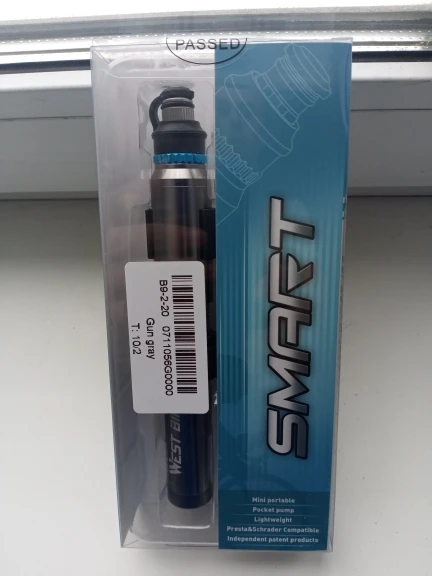 PASSED
SMART
B9-2-20 0711056G0000
Gun gray
T: 10/2
WEST BI
Mini portable
Pocket pump
Lightweight
Presta&Schrader Compatible
Independent patent products